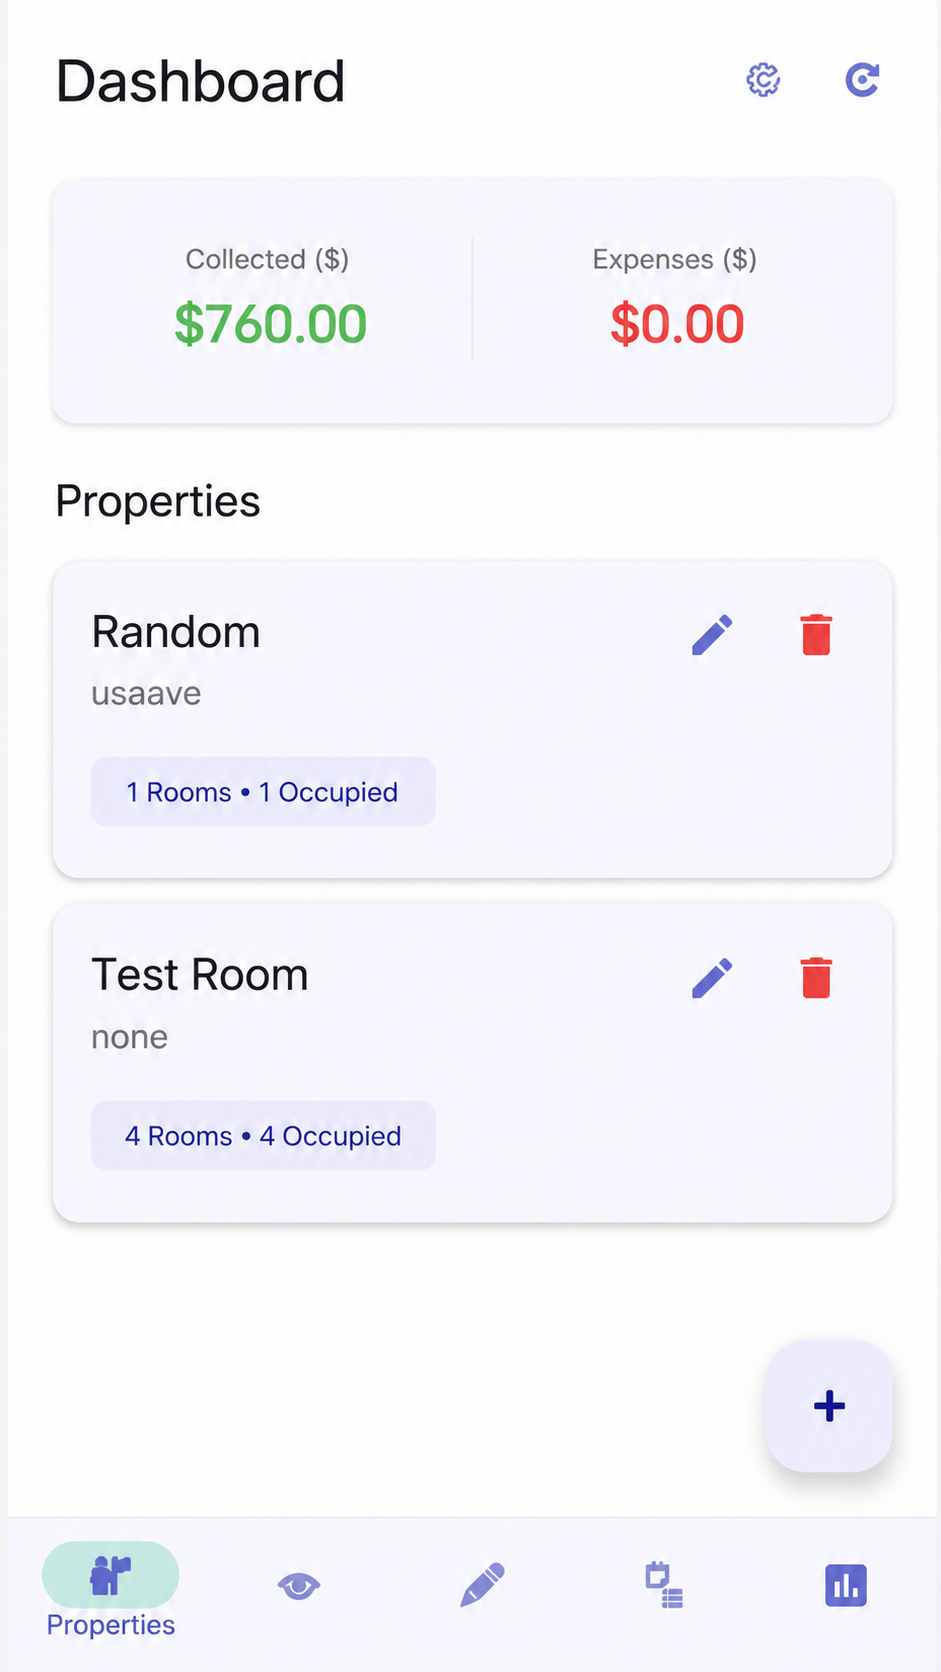 Dashboard
Collected ($)
Expenses ($)
$760.00
$0.00
Properties
Random
usaave
1 Rooms • 1 Occupied
Test Room
none
4 Rooms • 4 Occupied
+
Properties